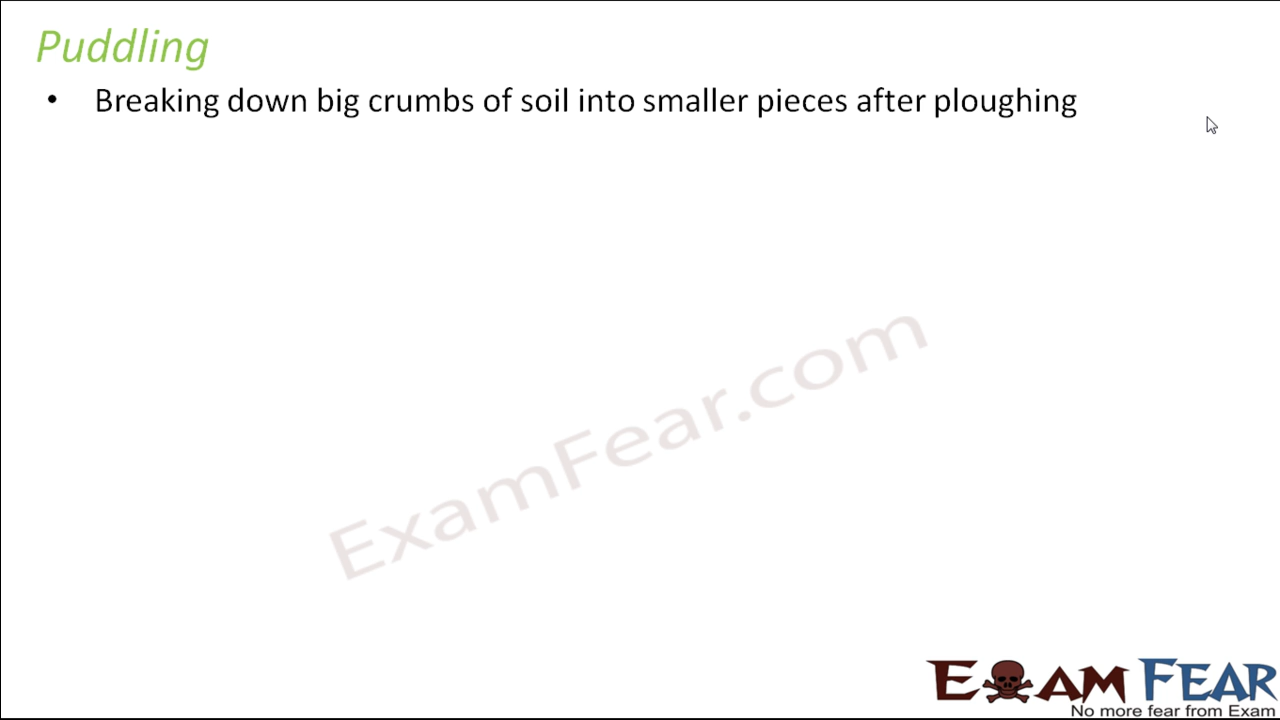 Puddling
• Breaking down big crumbs of soil into smaller pieces after ploughing
ExamFear.com
EXAM FEAR
No more fear from Exam